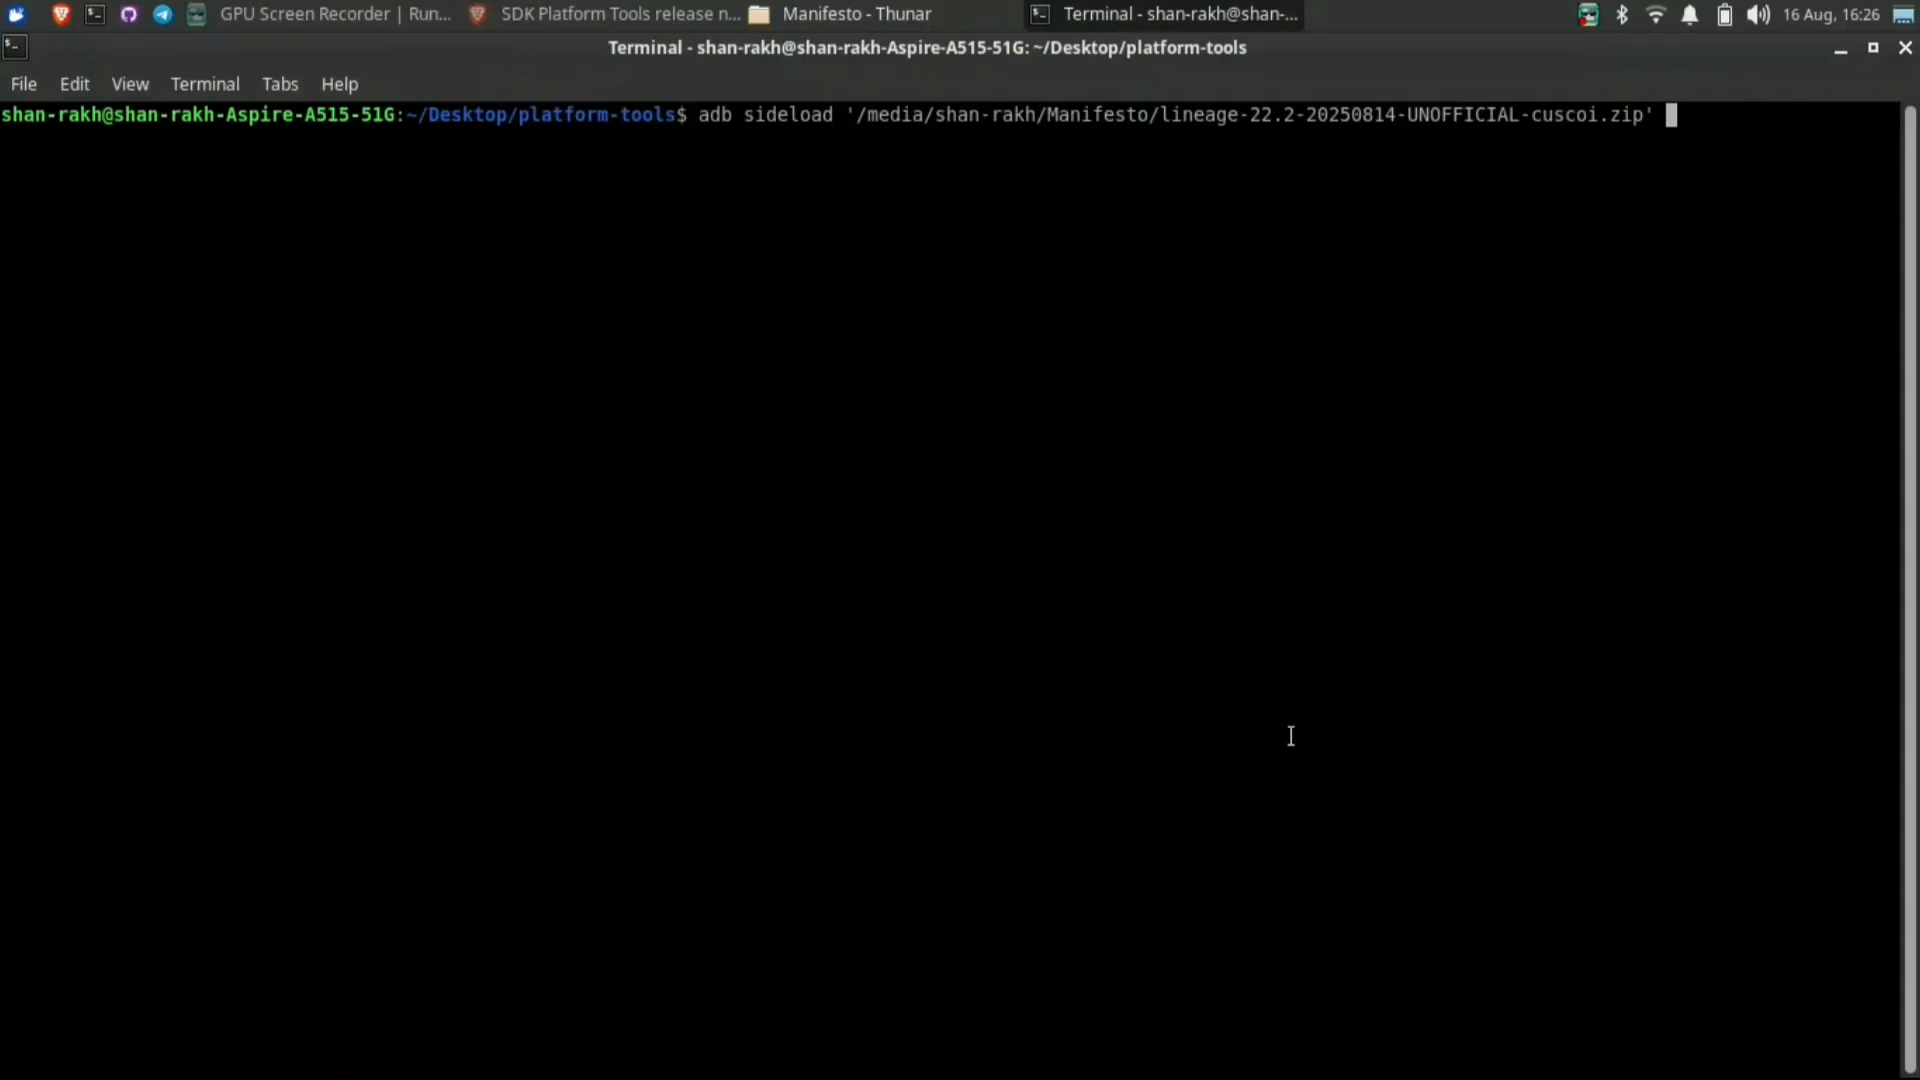 GPU Screen Recorder | Run...
SDK Platform Tools release n...
Manifesto - Thunar
Terminal - shan-rakh@shan-...
16 Aug, 16:26
Terminal - shan-rakh@shan-rakh-Aspire-A515-51G: ~/Desktop/platform-tools
File Edit View Terminal Tabs Help
shan-rakh@shan-rakh-Aspire-A515-51G:~/Desktop/platform-tools$ adb sideload '/media/shan-rakh/Manifesto/lineage-22.2-20250814-UNOFFICIAL-cuscoi.zip'